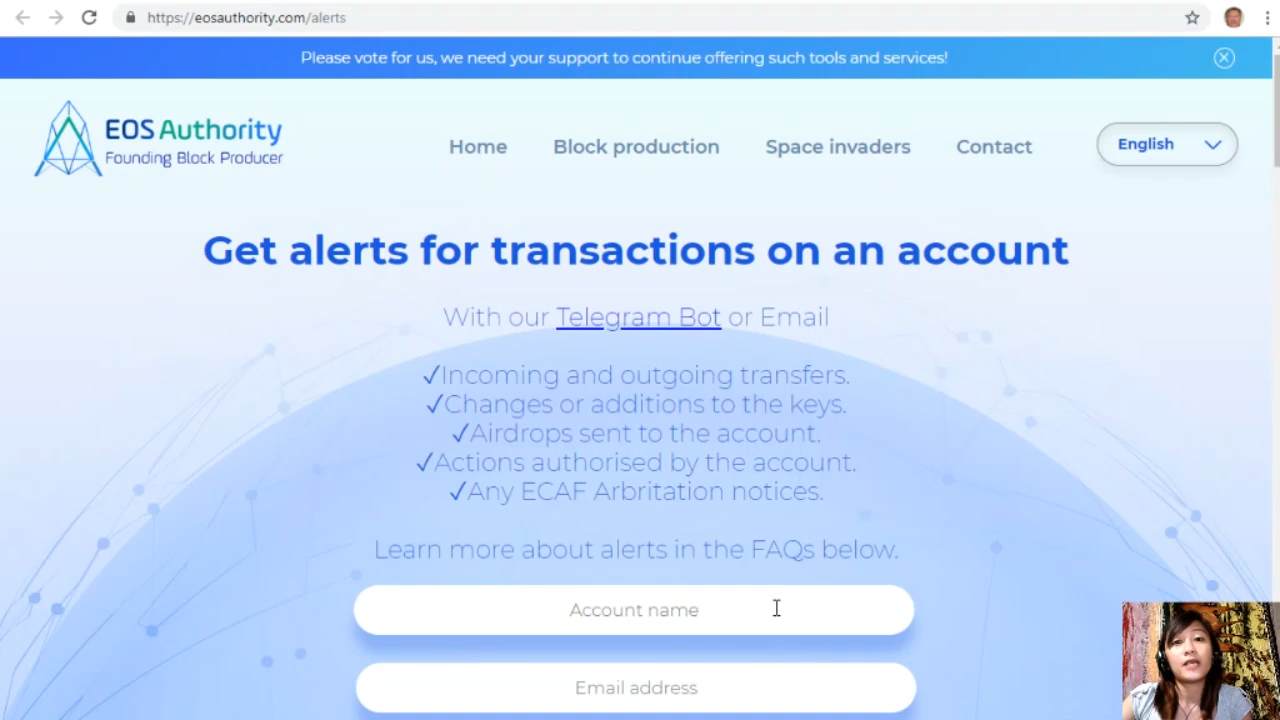 https://eosauthority.com/alerts
Please vote for us, we need your support to continue offering such tools and services!
EOS Authority
Founding Block Producer
Home
Block production
Space invaders
Contact
English
Get alerts for transactions on an account
With our Telegram Bot or Email
✓Incoming and outgoing transfers.
✓Changes or additions to the keys.
✓Airdrops sent to the account.
✓Actions authorised by the account.
✓Any ECAF Arbritation notices.
Learn more about alerts in the FAQs below.
Account name
Email address